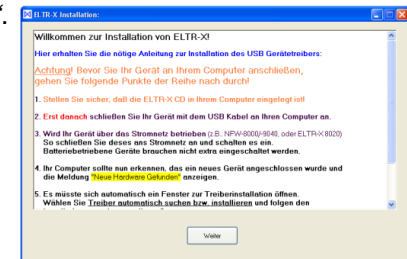 ELTR-X Installation:
Willkommen zur Installation von ELTR-X!
Hier erhalten Sie die nötige Anleitung zur Installation des USB Gerätetreibers:
Achtung! Bevor Sie Ihr Gerät an Ihrem Computer anschließen,
gehen Sie folgende Punkte der Reihe nach durch!
1. Stellen Sie sicher, daß die ELTR-X CD in Ihrem Computer eingelegt ist!
2. Erst danach schließen Sie Ihr Gerät mit dem USB Kabel an Ihren Computer an.
3. Wird Ihr Gerät über das Stromnetz betrieben (z.B. NFW-8000/-9040, oder ELTR-X 8020)
So schließen Sie deses ans Stromnetz an und schalten es ein.
Batteriebetriebene Geräte brauchen nicht extra eingeschaltet werden.
4. Ihr Computer sollte nun erkennen, das ein neues Gerät angeschlossen wurde und
die Meldung "Neue Hardware Gefunden" anzeigen.
5. Es müsste sich automatisch ein Fenster zur Treiberinstallation öffnen.
Wählen Sie Treiber automatisch suchen bzw. installieren und folgen den
Weiter